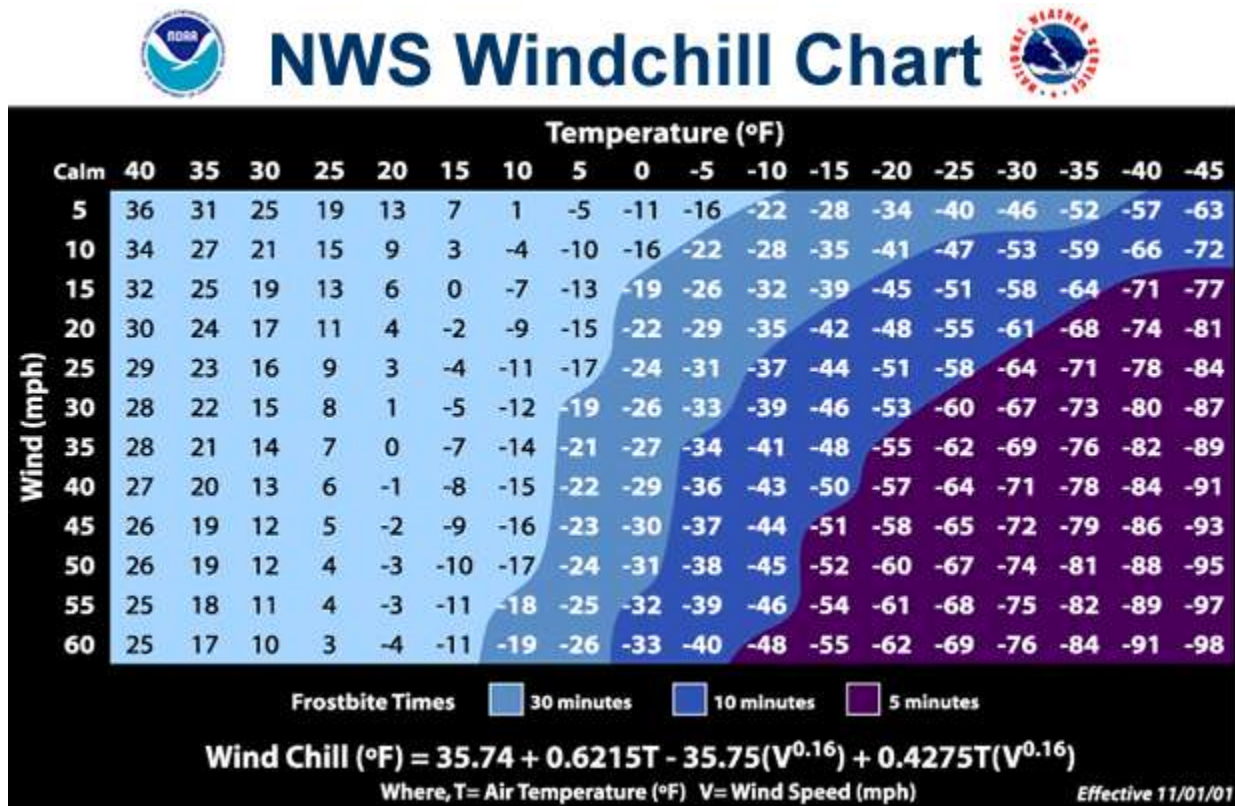 NOAA
NWS Windchill Chart
NATIONAL WEATHER SERVICE
Temperature (ºF)
Calm 40 35 30 25 20 15 10 5 0 -5 -10 -15 -20 -25 -30 -35 -40 -45
5 36 31 25 19 13 7 1 -5 -11 -16 -22 -28 -34 -40 -46 -52 -57 -63
10 34 27 21 15 9 3 -4 -10 -16 -22 -28 -35 -41 -47 -53 -59 -66 -72
15 32 25 19 13 6 0 -7 -13 -19 -26 -32 -39 -45 -51 -58 -64 -71 -77
20 30 24 17 11 4 -2 -9 -15 -22 -29 -35 -42 -48 -55 -61 -68 -74 -81
25 29 23 16 9 3 -4 -11 -17 -24 -31 -37 -44 -51 -58 -64 -71 -78 -84
30 28 22 15 8 1 -5 -12 -19 -26 -33 -39 -46 -53 -60 -67 -73 -80 -87
35 28 21 14 7 0 -7 -14 -21 -27 -34 -41 -48 -55 -62 -69 -76 -82 -89
40 27 20 13 6 -1 -8 -15 -22 -29 -36 -43 -50 -57 -64 -71 -78 -84 -91
45 26 19 12 5 -2 -9 -16 -23 -30 -37 -44 -51 -58 -65 -72 -79 -86 -93
50 26 19 12 4 -3 -10 -17 -24 -31 -38 -45 -52 -60 -67 -74 -81 -88 -95
55 25 18 11 4 -3 -11 -18 -25 -32 -39 -46 -54 -61 -68 -75 -82 -89 -97
60 25 17 10 3 -4 -11 -19 -26 -33 -40 -48 -55 -62 -69 -76 -84 -91 -98
Wind (mph)
Frostbite Times 30 minutes 10 minutes 5 minutes
Wind Chill (ºF) = 35.74 + 0.6215T - 35.75(V^0.16) + 0.4275T(V^0.16)
Where, T= Air Temperature (ºF) V= Wind Speed (mph) Effective 11/01/01